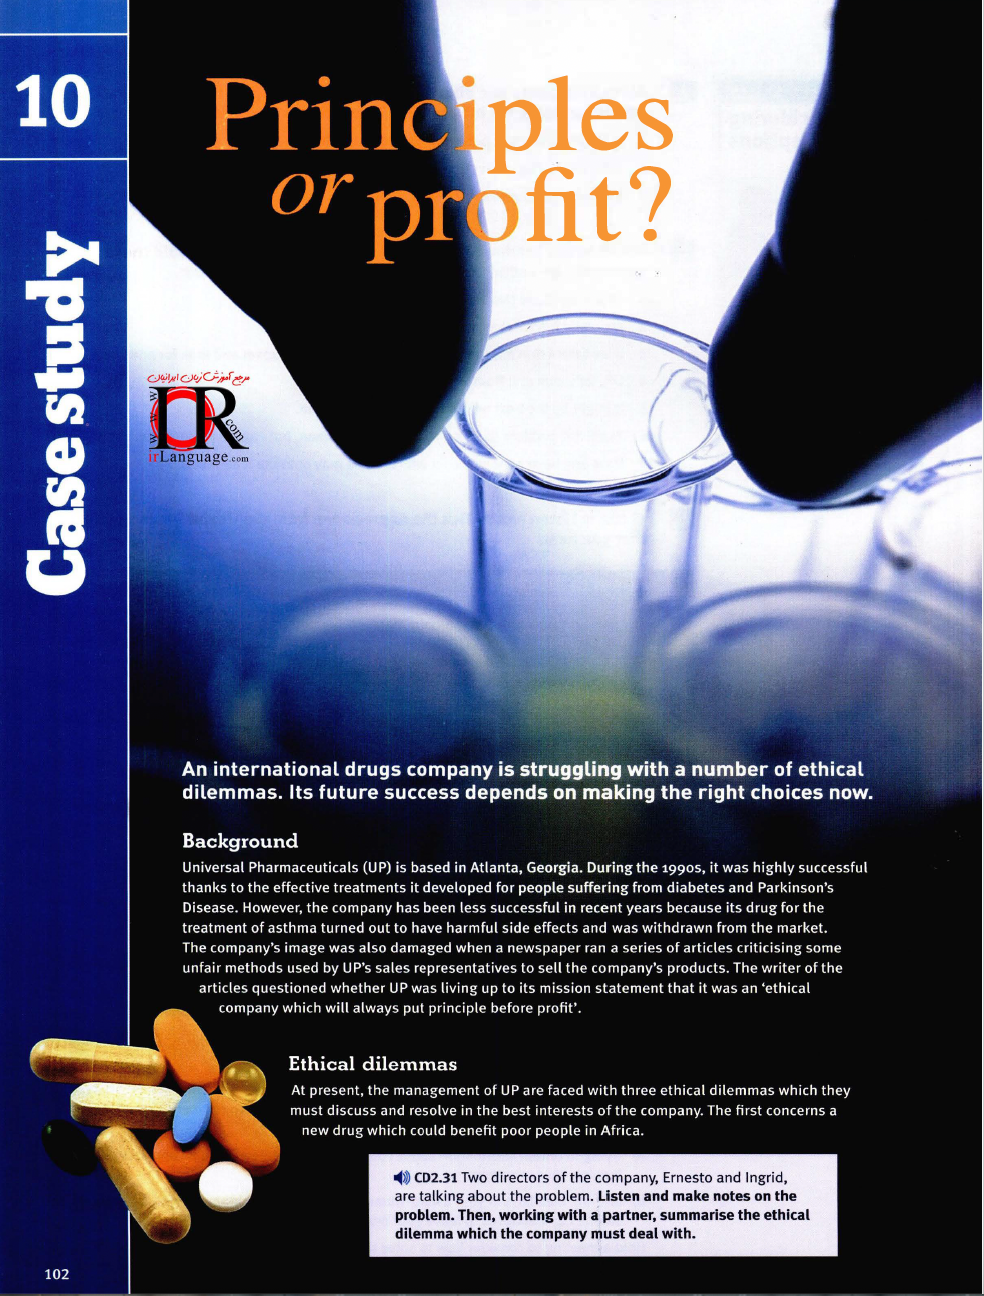 10
Case study
Principles
or profit?
مرجع آموزش زبان ایرانیان
www.
IR
.com
irLanguage.com
An international drugs company is struggling with a number of ethical
dilemmas. Its future success depends on making the right choices now.
Background
Universal Pharmaceuticals (UP) is based in Atlanta, Georgia. During the 1990s, it was highly successful
thanks to the effective treatments it developed for people suffering from diabetes and Parkinson's
Disease. However, the company has been less successful in recent years because its drug for the
treatment of asthma turned out to have harmful side effects and was withdrawn from the market.
The company's image was also damaged when a newspaper ran a series of articles criticising some
unfair methods used by UP's sales representatives to sell the company's products. The writer of the
articles questioned whether UP was living up to its mission statement that it was an 'ethical
company which will always put principle before profit'.
Ethical dilemmas
At present, the management of UP are faced with three ethical dilemmas which they
must discuss and resolve in the best interests of the company. The first concerns a
new drug which could benefit poor people in Africa.
CD2.31 Two directors of the company, Ernesto and Ingrid,
are talking about the problem. Listen and make notes on the
problem. Then, working with a partner, summarise the ethical
dilemma which the company must deal with.
102